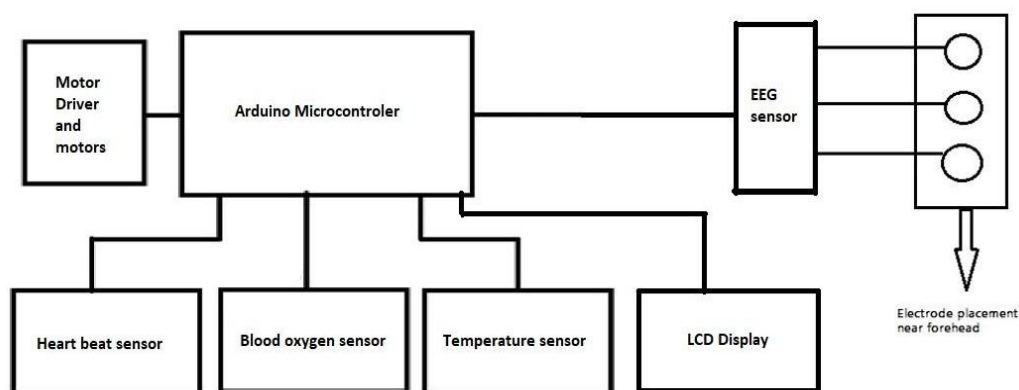 Motor
Driver
and
motors
Arduino Microcontroler
EEG
sensor
Heart beat sensor
Blood oxygen sensor
Temperature sensor
LCD Display
Electrode placement
near forehead